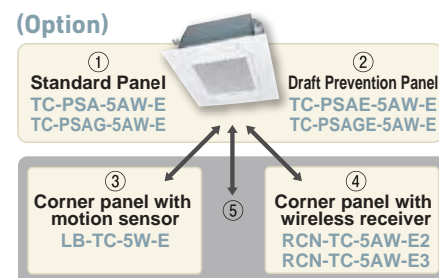 (Option)
①
Standard Panel
TC-PSA-5AW-E
TC-PSAG-5AW-E
②
Draft Prevention Panel
TC-PSAE-5AW-E
TC-PSAGE-5AW-E
③
Corner panel with
motion sensor
LB-TC-5W-E
⑤
④
Corner panel with
wireless receiver
RCN-TC-5AW-E2
RCN-TC-5AW-E3